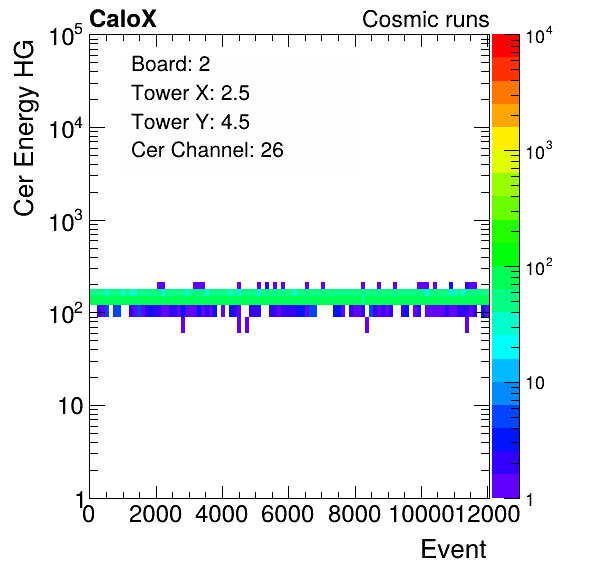 CaloX Cosmic runs
Board: 2
Tower X: 2.5
Tower Y: 4.5
Cer Channel: 26
Cer Energy HG
10^5
10^4
10^3
10^2
10
1
0 2000 4000 6000 8000 10000 12000
Event
10^4
10^3
10^2
10
1